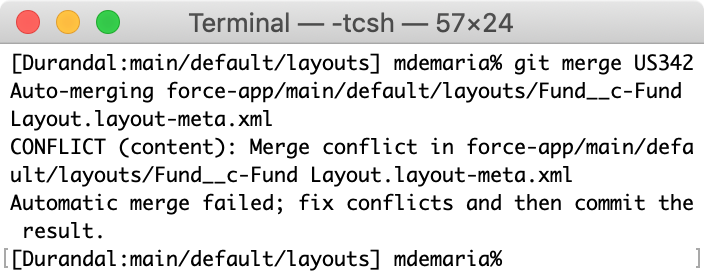 Terminal — -tcsh — 57×24
[Durandal:main/default/layouts] mdemaria% git merge US342
Auto-merging force-app/main/default/layouts/Fund__c-Fund
Layout.layout-meta.xml
CONFLICT (content): Merge conflict in force-app/main/defa
ult/layouts/Fund__c-Fund Layout.layout-meta.xml
Automatic merge failed; fix conflicts and then commit the
 result.
[[Durandal:main/default/layouts] mdemaria% ]